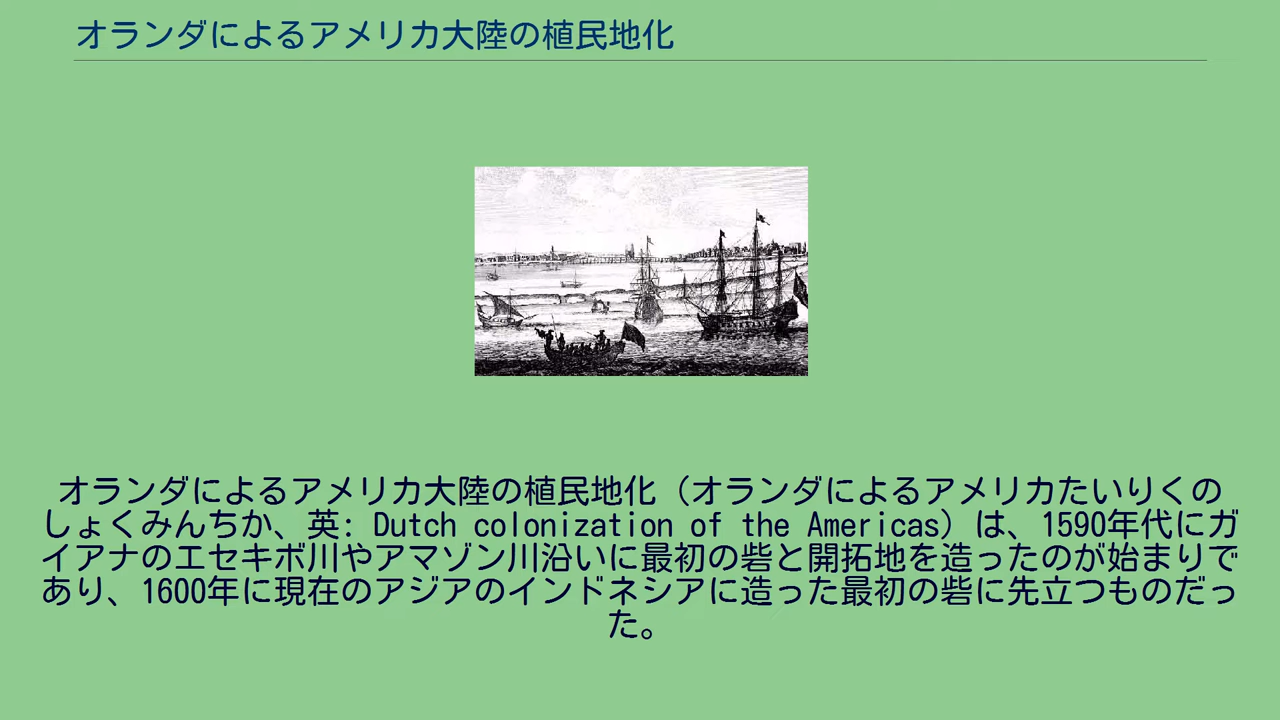 オランダによるアメリカ大陸の植民地化
オランダによるアメリカ大陸の植民地化（オランダによるアメリカたいりくの
しょくみんちか、英: Dutch colonization of the Americas）は、1590年代にガ
イアナのエセキボ川やアマゾン川沿いに最初の砦と開拓地を造ったのが始まりで
あり、1600年に現在のアジアのインドネシアに造った最初の砦に先立つものだっ
た。